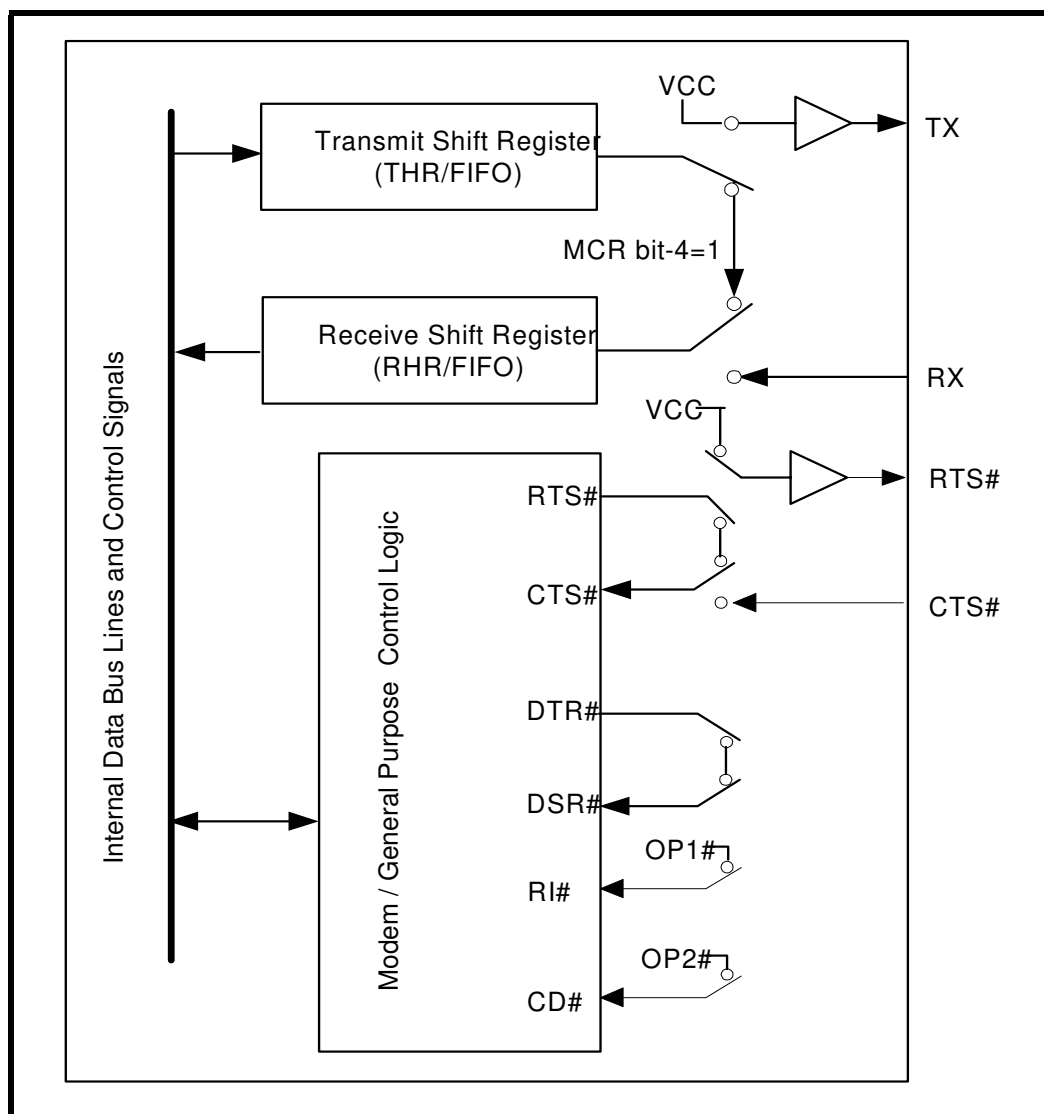 VCC
TX
Transmit Shift Register
(THR/FIFO)
MCR bit-4=1
Receive Shift Register
(RHR/FIFO)
RX
VCC
RTS#
RTS#
CTS#
CTS#
Internal Data Bus Lines and Control Signals
Modem / General Purpose Control Logic
DTR#
DSR#
OP1#
RI#
OP2#
CD#